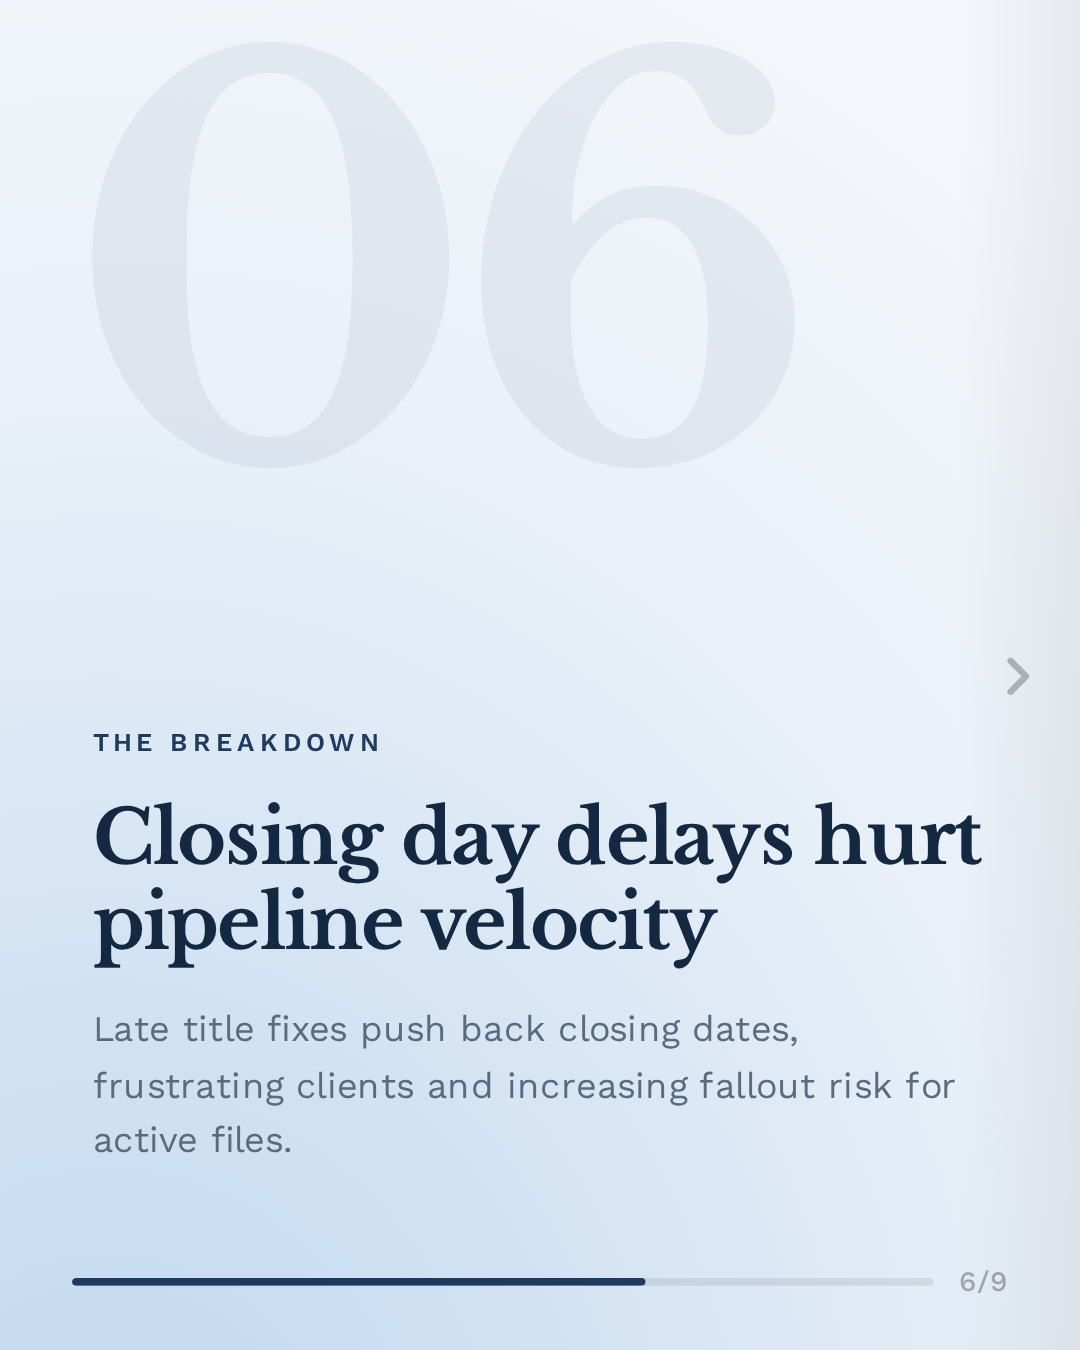 06
THE BREAKDOWN
Closing day delays hurt
pipeline velocity
Late title fixes push back closing dates,
frustrating clients and increasing fallout risk for
active files.
6/9